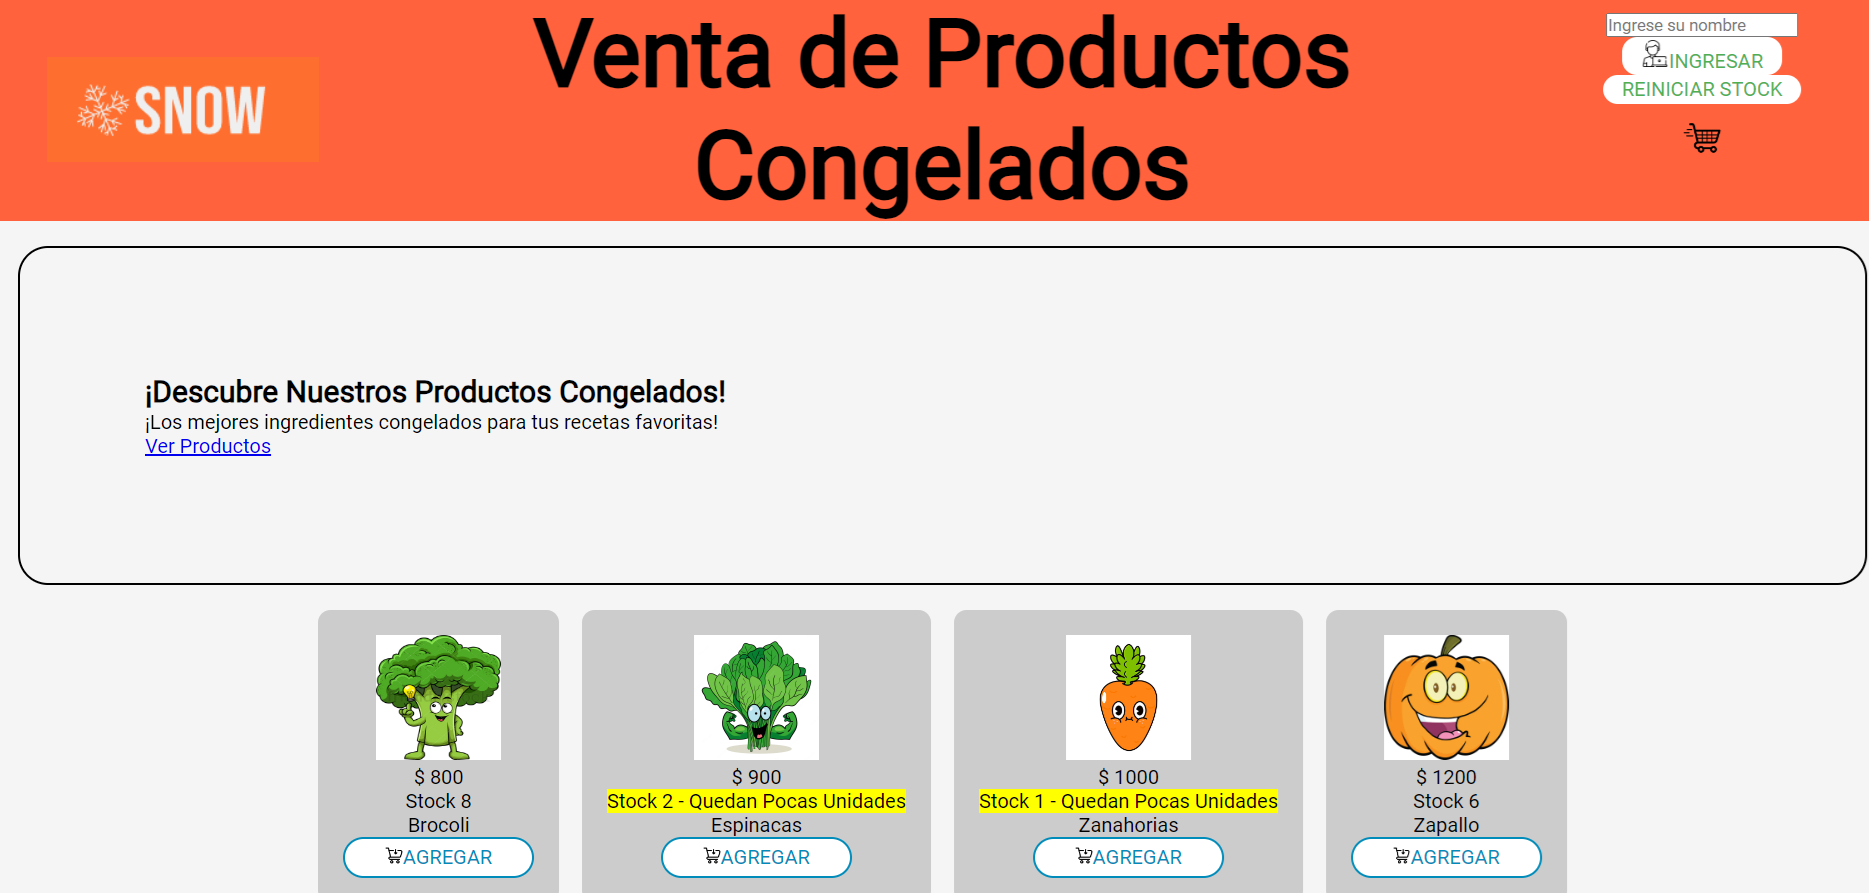 SNOW
Venta de Productos
Congelados
Ingrese su nombre
INGRESAR
REINICIAR STOCK
¡Descubre Nuestros Productos Congelados!
¡Los mejores ingredientes congelados para tus recetas favoritas!
Ver Productos
$ 800
Stock 8
Brocoli
AGREGAR
$ 900
Stock 2 - Quedan Pocas Unidades
Espinacas
AGREGAR
$ 1000
Stock 1 - Quedan Pocas Unidades
Zanahorias
AGREGAR
$ 1200
Stock 6
Zapallo
AGREGAR